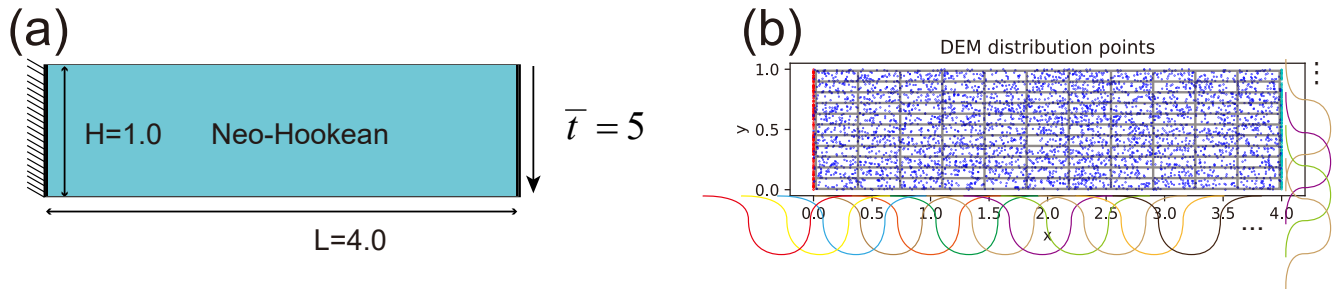 (a)
H=1.0
Neo-Hookean
t̅ = 5
L=4.0
(b)
DEM distribution points
1.0
0.5
0.0
y
0.0 0.5 1.0 1.5 2.0 2.5 3.0 3.5 4.0
x
...
...